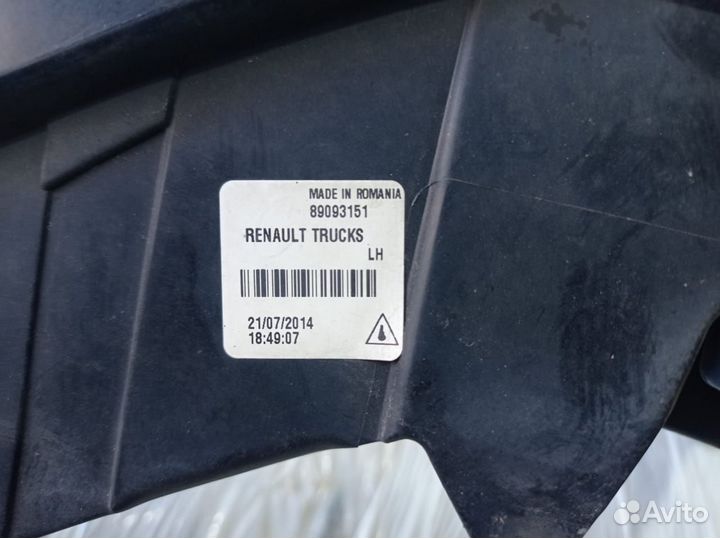 MADE IN ROMANIA
89093151
RENAULT TRUCKS
LH
21/07/2014
18:49:07
Avito